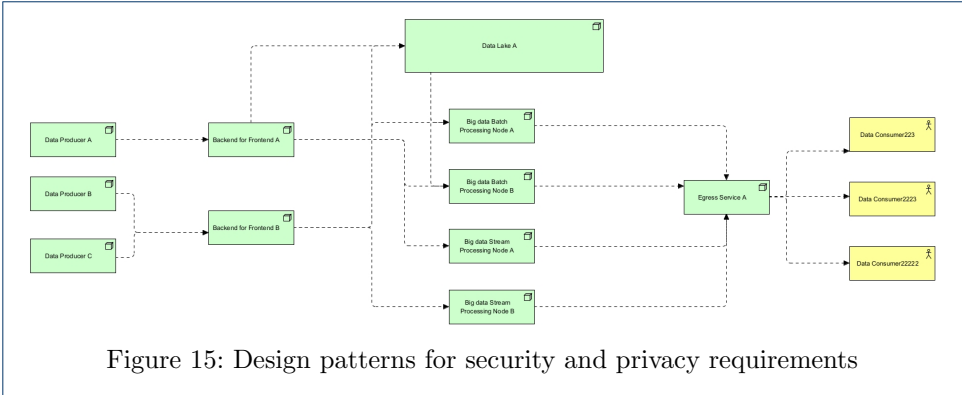 Data Lake A
Big data Batch
Processing Node A
Data Producer A
Backend for Frontend A
Data Consumer223
Big data Batch
Processing Node B
Data Producer B
Egress Service A
Data Consumer2223
Backend for Frontend B
Big data Stream
Processing Node A
Data Producer C
Data Consumer22222
Big data Stream
Processing Node B
Figure 15: Design patterns for security and privacy requirements